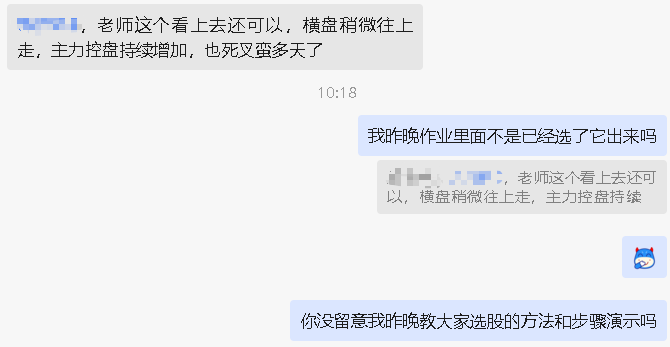 ，老师这个看上去还可以，横盘稍微往上
走，主力控盘持续增加，也死叉蛮多天了
10:18
我昨晚作业里面不是已经选了它出来吗
，老师这个看上去还可
以，横盘稍微往上走，主力控盘持续
你没留意我昨晚教大家选股的方法和步骤演示吗